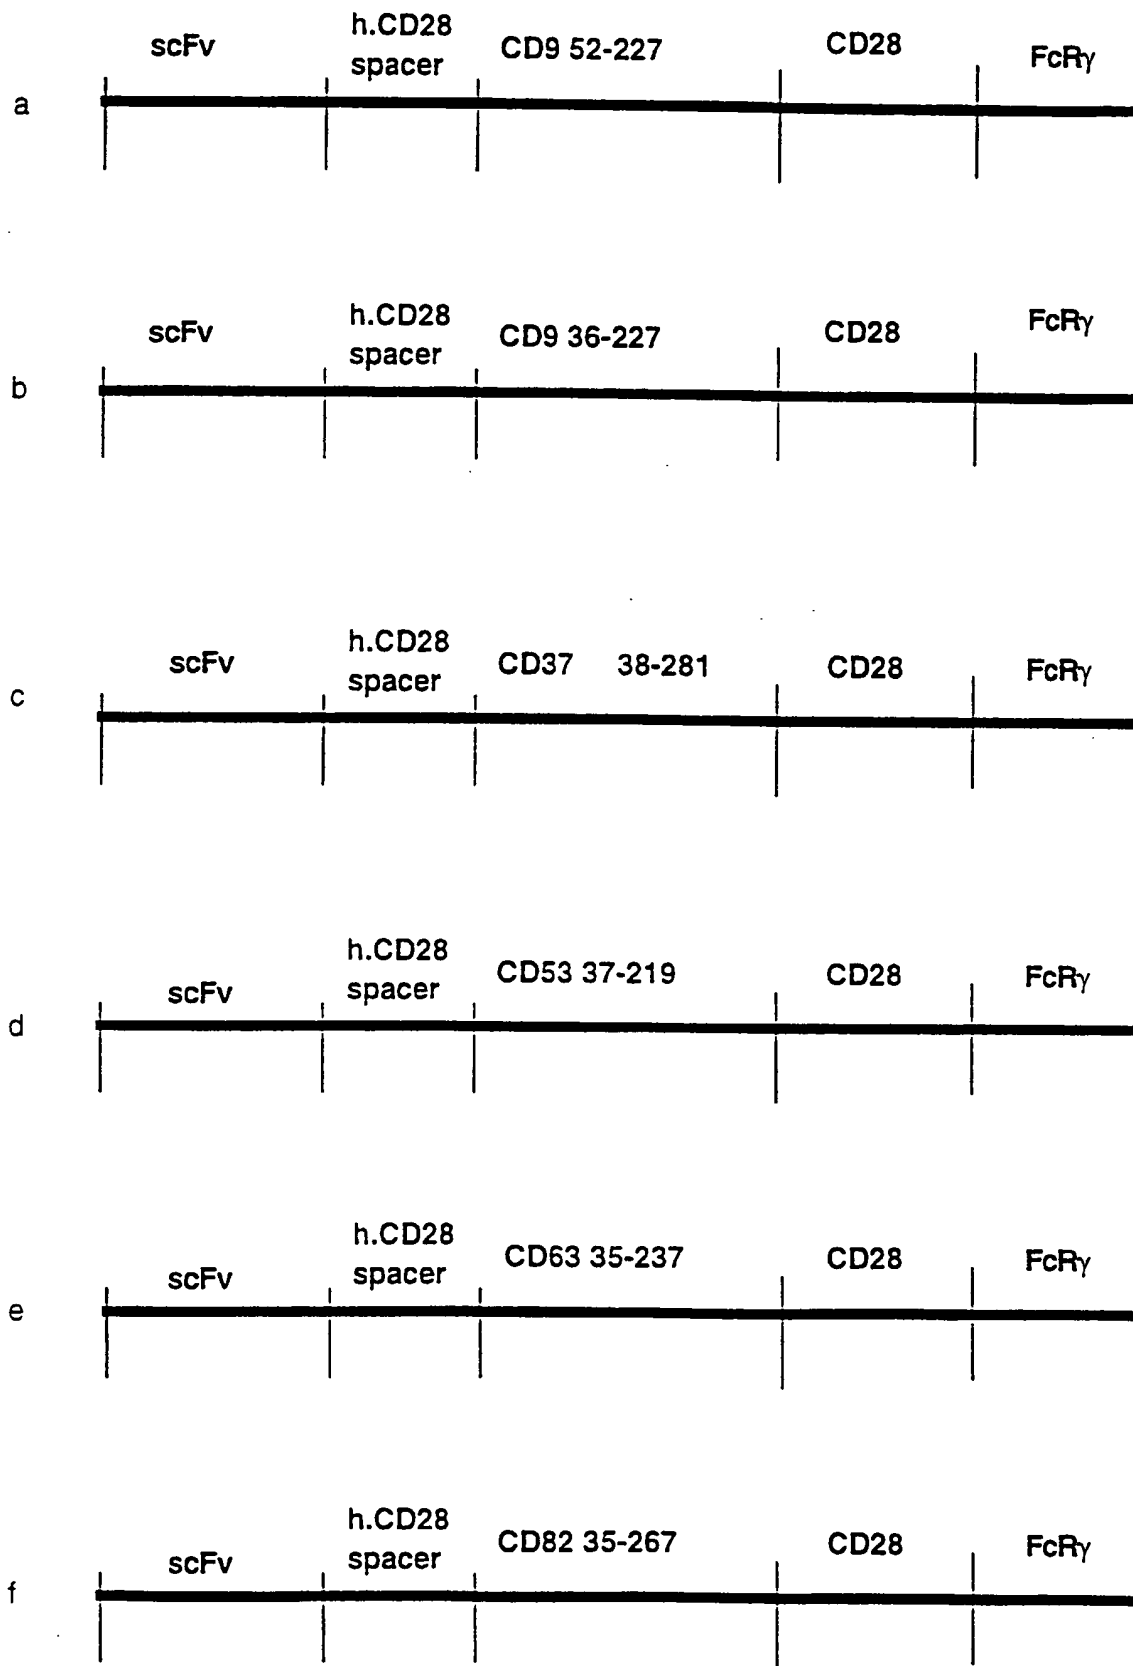 scFv
h.CD28
spacer
CD9 52-227
CD28
FcRγ
a
scFv
h.CD28
spacer
CD9 36-227
CD28
FcRγ
b
scFv
h.CD28
spacer
CD37 38-281
CD28
FcRγ
c
scFv
h.CD28
spacer
CD53 37-219
CD28
FcRγ
d
scFv
h.CD28
spacer
CD63 35-237
CD28
FcRγ
e
scFv
h.CD28
spacer
CD82 35-267
CD28
FcRγ
f